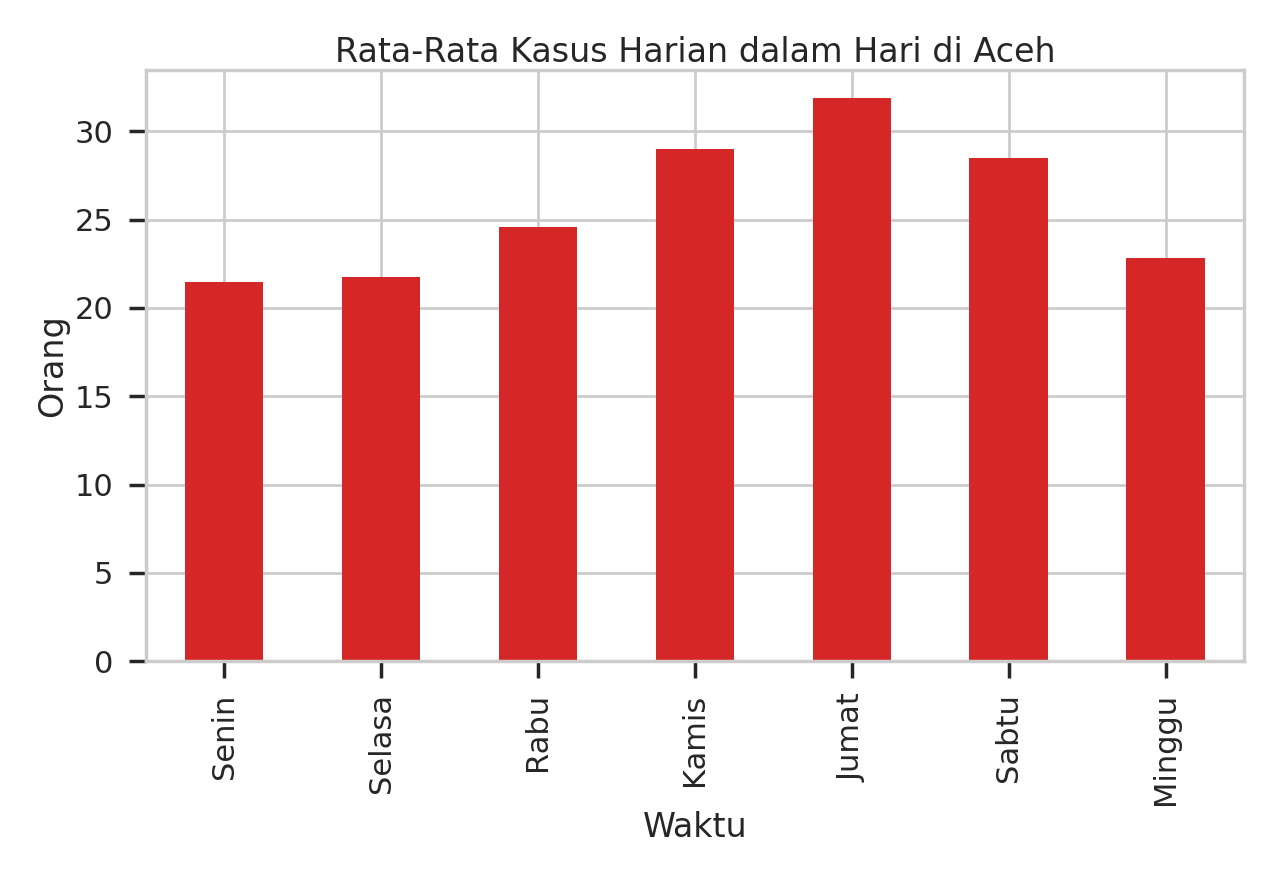 Rata-Rata Kasus Harian dalam Hari di Aceh
30
25
20
15
10
5
0
Orang
Senin
Selasa
Rabu
Kamis
Jumat
Sabtu
Minggu
Waktu